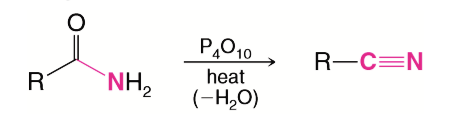 O
R
NH₂
P₄O₁₀
heat
(−H₂O)
R—C≡N